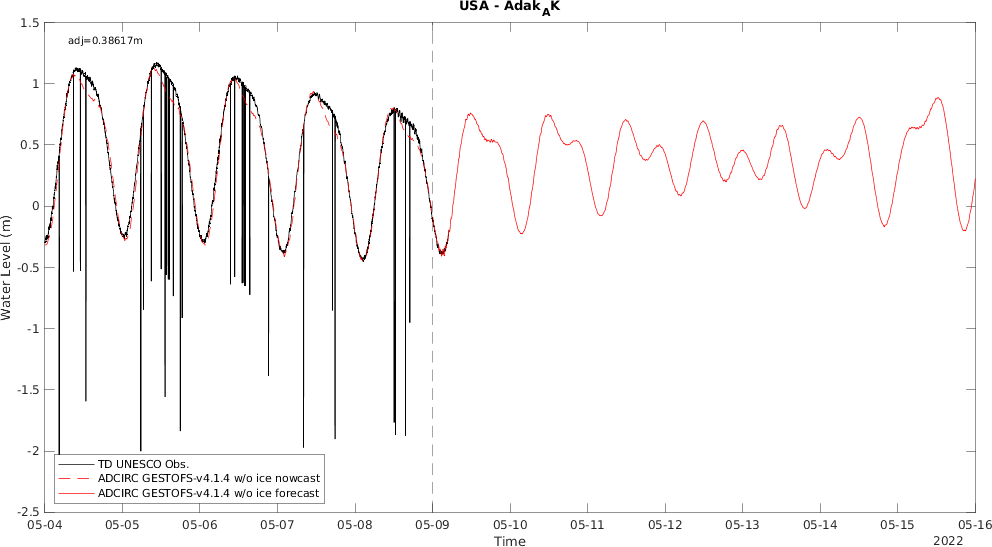 USA - Adak_AK
adj=0.38617m
1.5
1
0.5
0
-0.5
-1
-1.5
-2
-2.5
Water Level (m)
TD UNESCO Obs.
ADCIRC GESTOFS-v4.1.4 w/o ice nowcast
ADCIRC GESTOFS-v4.1.4 w/o ice forecast
05-04 05-05 05-06 05-07 05-08 05-09 05-10 05-11 05-12 05-13 05-14 05-15 05-16
Time
2022